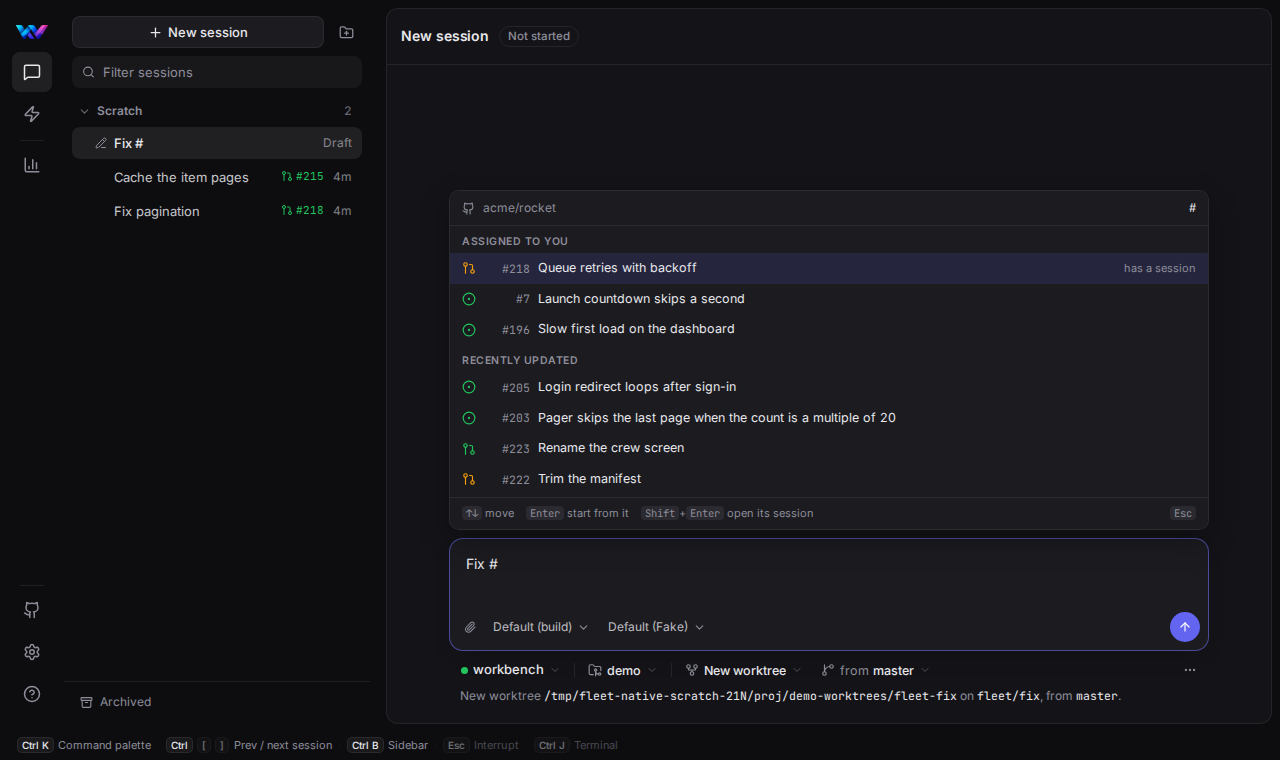 New session
Filter sessions
Scratch 2
Fix # Draft
Cache the item pages #215 4m
Fix pagination #218 4m
Archived
New session Not started
acme/rocket #
ASSIGNED TO YOU
#218 Queue retries with backoff has a session
#7 Launch countdown skips a second
#196 Slow first load on the dashboard
RECENTLY UPDATED
#205 Login redirect loops after sign-in
#203 Pager skips the last page when the count is a multiple of 20
#223 Rename the crew screen
#222 Trim the manifest
↑↓ move Enter start from it Shift+Enter open its session Esc
Fix #
Default (build) Default (Fake)
workbench demo New worktree from master ···
New worktree /tmp/fleet-native-scratch-21N/proj/demo-worktrees/fleet-fix on fleet/fix, from master.
Ctrl K Command palette Ctrl [ ] Prev / next session Ctrl B Sidebar Esc Interrupt Ctrl J Terminal